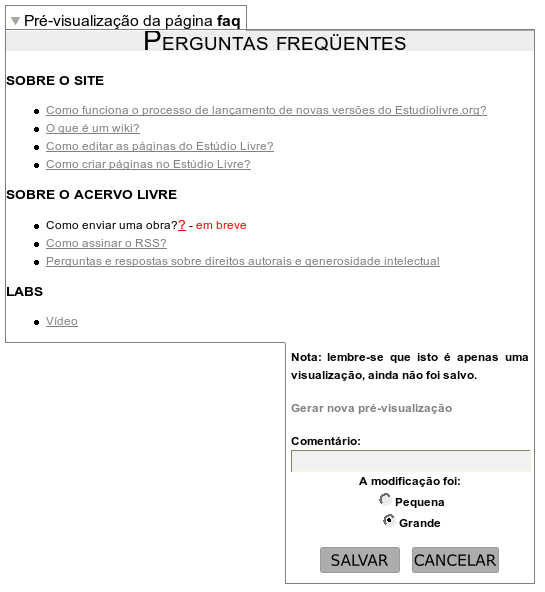 Pré-visualização da página faq
PERGUNTAS FREQÜENTES
SOBRE O SITE
Como funciona o processo de lançamento de novas versões do Estudiolivre.org?
O que é um wiki?
Como editar as páginas do Estúdio Livre?
Como criar páginas no Estúdio Livre?
SOBRE O ACERVO LIVRE
Como enviar uma obra?? - em breve
Como assinar o RSS?
Perguntas e respostas sobre direitos autorais e generosidade intelectual
LABS
Vídeo
Nota: lembre-se que isto é apenas uma
visualização, ainda não foi salvo.
Gerar nova pré-visualização
Comentário:
A modificação foi:
Pequena
Grande
SALVAR CANCELAR